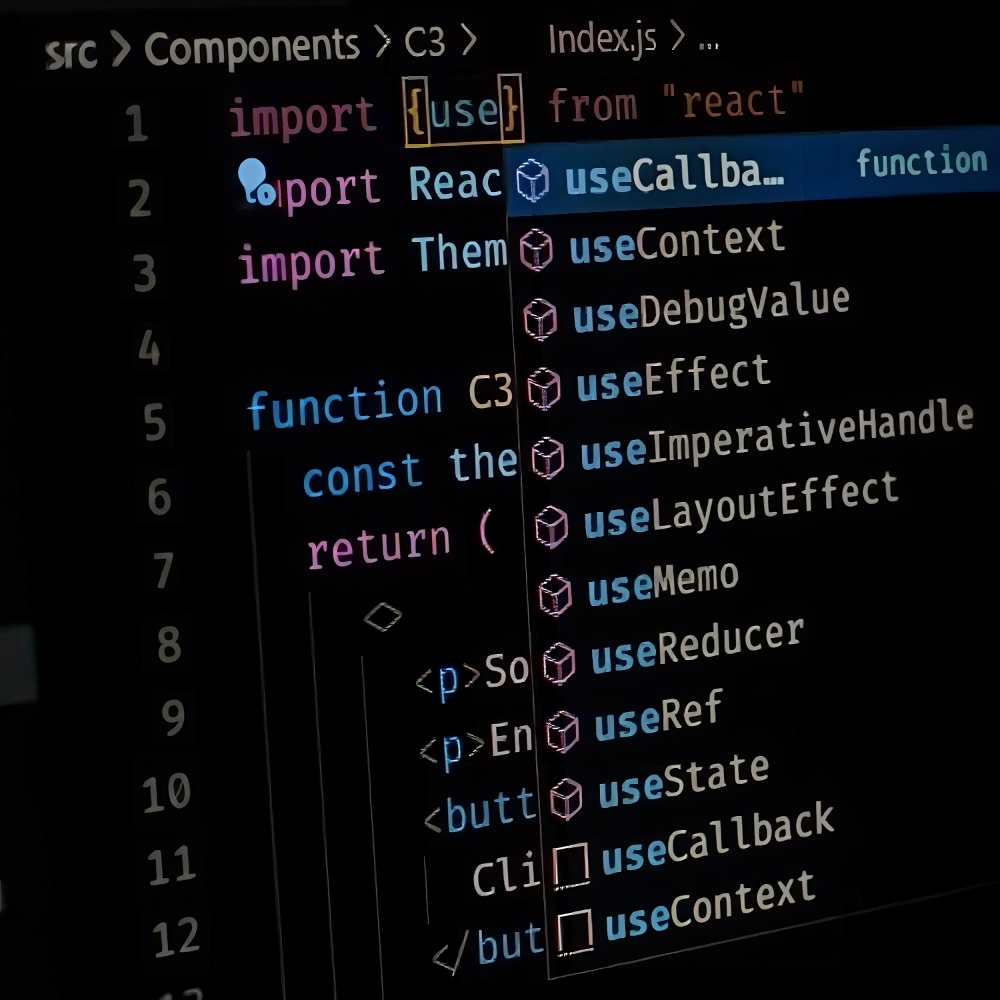 src > Components > C3 > Index.js > ...
1 import {use} from "react"
2 port Reac
3 import Them
4
5 function C3
6 const the
7 return (
8 <>
9 <p>So
10 <p>En
11 <butt
12 Cli
</but
useCallba... function
useContext
useDebugValue
useEffect
useImperativeHandle
useLayoutEffect
useMemo
useReducer
useRef
useState
useCallback
useContext